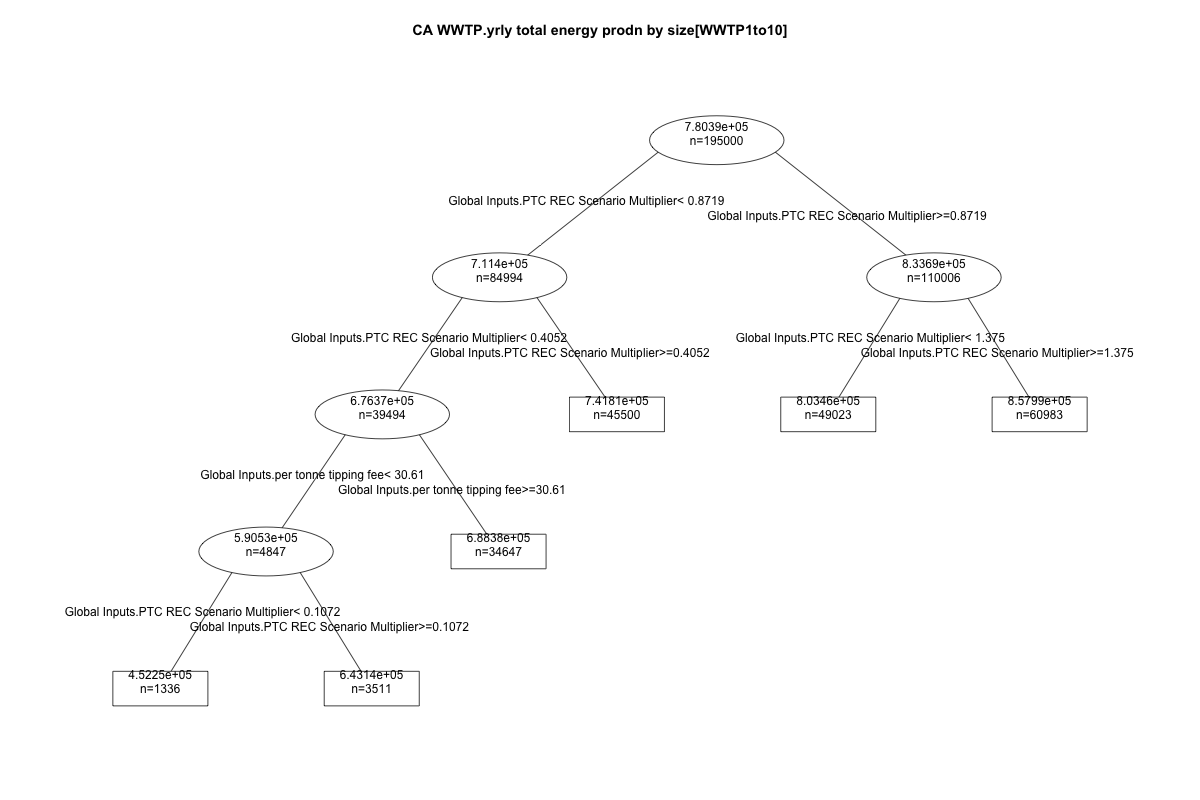 CA WWTP.yrly total energy prodn by size[WWTP1to10]
7.8039e+05
n=195000
Global Inputs.PTC REC Scenario Multiplier< 0.8719
Global Inputs.PTC REC Scenario Multiplier>=0.8719
7.114e+05
n=84994
8.3369e+05
n=110006
Global Inputs.PTC REC Scenario Multiplier< 0.4052
Global Inputs.PTC REC Scenario Multiplier>=0.4052
Global Inputs.PTC REC Scenario Multiplier< 1.375
Global Inputs.PTC REC Scenario Multiplier>=1.375
6.7637e+05
n=39494
7.4181e+05
n=45500
8.0346e+05
n=49023
8.5799e+05
n=60983
Global Inputs.per tonne tipping fee< 30.61
Global Inputs.per tonne tipping fee>=30.61
5.9053e+05
n=4847
6.8838e+05
n=34647
Global Inputs.PTC REC Scenario Multiplier< 0.1072
Global Inputs.PTC REC Scenario Multiplier>=0.1072
4.5225e+05
n=1336
6.4314e+05
n=3511